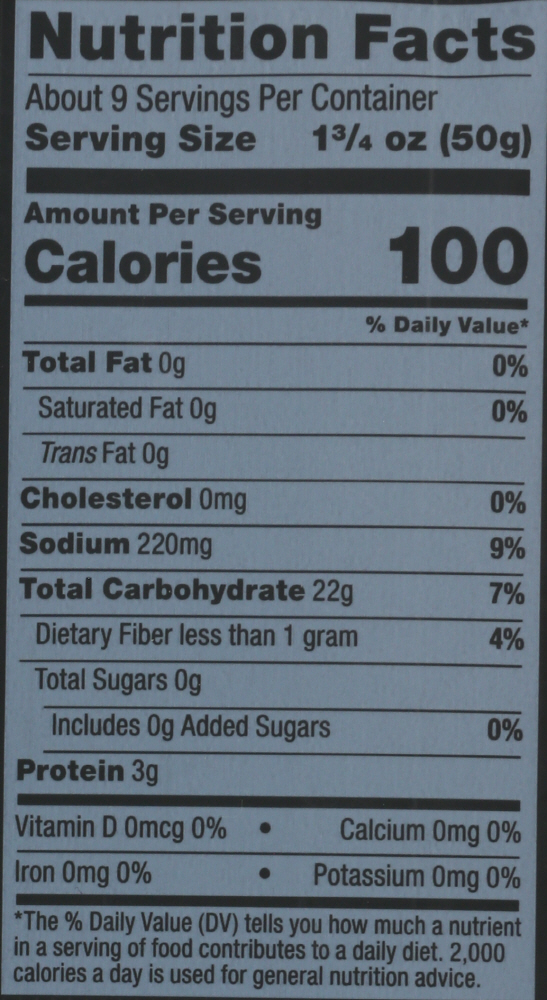 Nutrition Facts
About 9 Servings Per Container
Serving Size 1³/₄ oz (50g)
Amount Per Serving
Calories 100
% Daily Value*
Total Fat 0g 0%
Saturated Fat 0g 0%
Trans Fat 0g
Cholesterol 0mg 0%
Sodium 220mg 9%
Total Carbohydrate 22g 7%
Dietary Fiber less than 1 gram 4%
Total Sugars 0g
Includes 0g Added Sugars 0%
Protein 3g
Vitamin D 0mcg 0% • Calcium 0mg 0%
Iron 0mg 0% • Potassium 0mg 0%
*The % Daily Value (DV) tells you how much a nutrient
in a serving of food contributes to a daily diet. 2,000
calories a day is used for general nutrition advice.